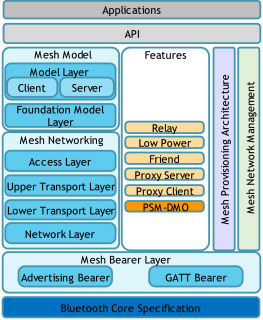 Applications
API
Mesh Model
Model Layer
Client
Server
Foundation Model
Layer
Mesh Networking
Access Layer
Upper Transport Layer
Lower Transport Layer
Network Layer
Features
Relay
Low Power
Friend
Proxy Server
Proxy Client
PSM-DMO
Mesh Provisioning Architecture
Mesh Network Management
Mesh Bearer Layer
Advertising Bearer
GATT Bearer
Bluetooth Core Specification